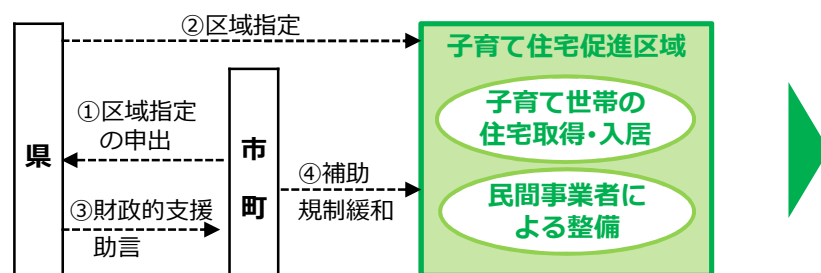 ②区域指定
子育て住宅促進区域
子育て世帯の
住宅取得・入居
①区域指定
の申出
県
市
町
④補助
規制緩和
③財政的支援
助言
民間事業者に
よる整備